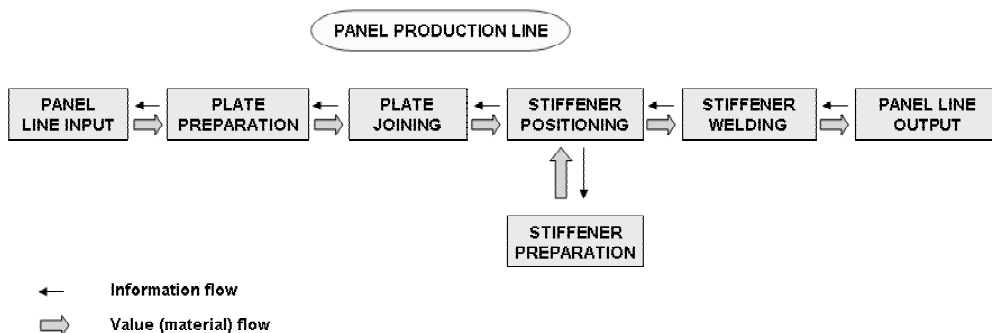 PANEL PRODUCTION LINE
PANEL
LINE INPUT
PLATE
PREPARATION
PLATE
JOINING
STIFFENER
POSITIONING
STIFFENER
WELDING
PANEL LINE
OUTPUT
STIFFENER
PREPARATION
Information flow
Value (material) flow